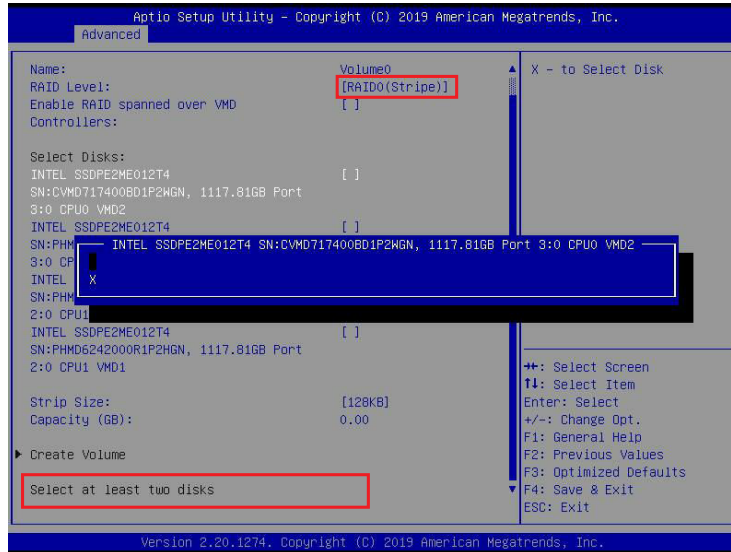 Aptio Setup Utility – Copyright (C) 2019 American Megatrends, Inc.
Advanced
Name: Volume0
RAID Level: [RAID0(Stripe)]
Enable RAID spanned over VMD [ ]
Controllers:
Select Disks:
INTEL SSDPE2ME012T4 [ ]
SN:CVMD717400BD1P2WGN, 1117.81GB Port
3:0 CPU0 VMD2
INTEL SSDPE2ME012T4 [ ]
SN:PHM
3:0 CP
INTEL
SN:PHM
2:0 CPU1
INTEL SSDPE2ME012T4 SN:CVMD717400BD1P2WGN, 1117.81GB Port 3:0 CPU0 VMD2
X
INTEL SSDPE2ME012T4 [ ]
SN:PHMD6242000R1P2HGN, 1117.81GB Port
2:0 CPU1 VMD1
Strip Size: [128KB]
Capacity (GB): 0.00
Create Volume
Select at least two disks
X – to Select Disk
→←: Select Screen
↑↓: Select Item
Enter: Select
+/-: Change Opt.
F1: General Help
F2: Previous Values
F3: Optimized Defaults
F4: Save & Exit
ESC: Exit
Version 2.20.1274. Copyright (C) 2019 American Megatrends, Inc.